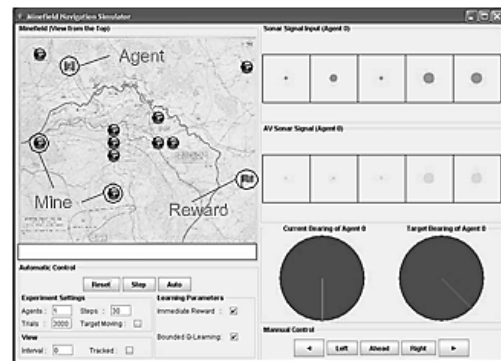 Minefield Navigation Simulator
Minefield (View from the Top)
Agent
Mine
Reward
Sonar Signal Input (Agent 0)
AV Sonar Signal (Agent 0)
Current Bearing of Agent 0
Target Bearing of Agent 0
Automatic Control
Reset Step Auto
Experiment Settings
Agents : 1 Steps : 30
Trials : 3000 Target Moving :
View
Interval : 0 Tracked :
Learning Parameters
Immediate Reward :
Bounded Q-Learning:
Manual Control
Left Ahead Right